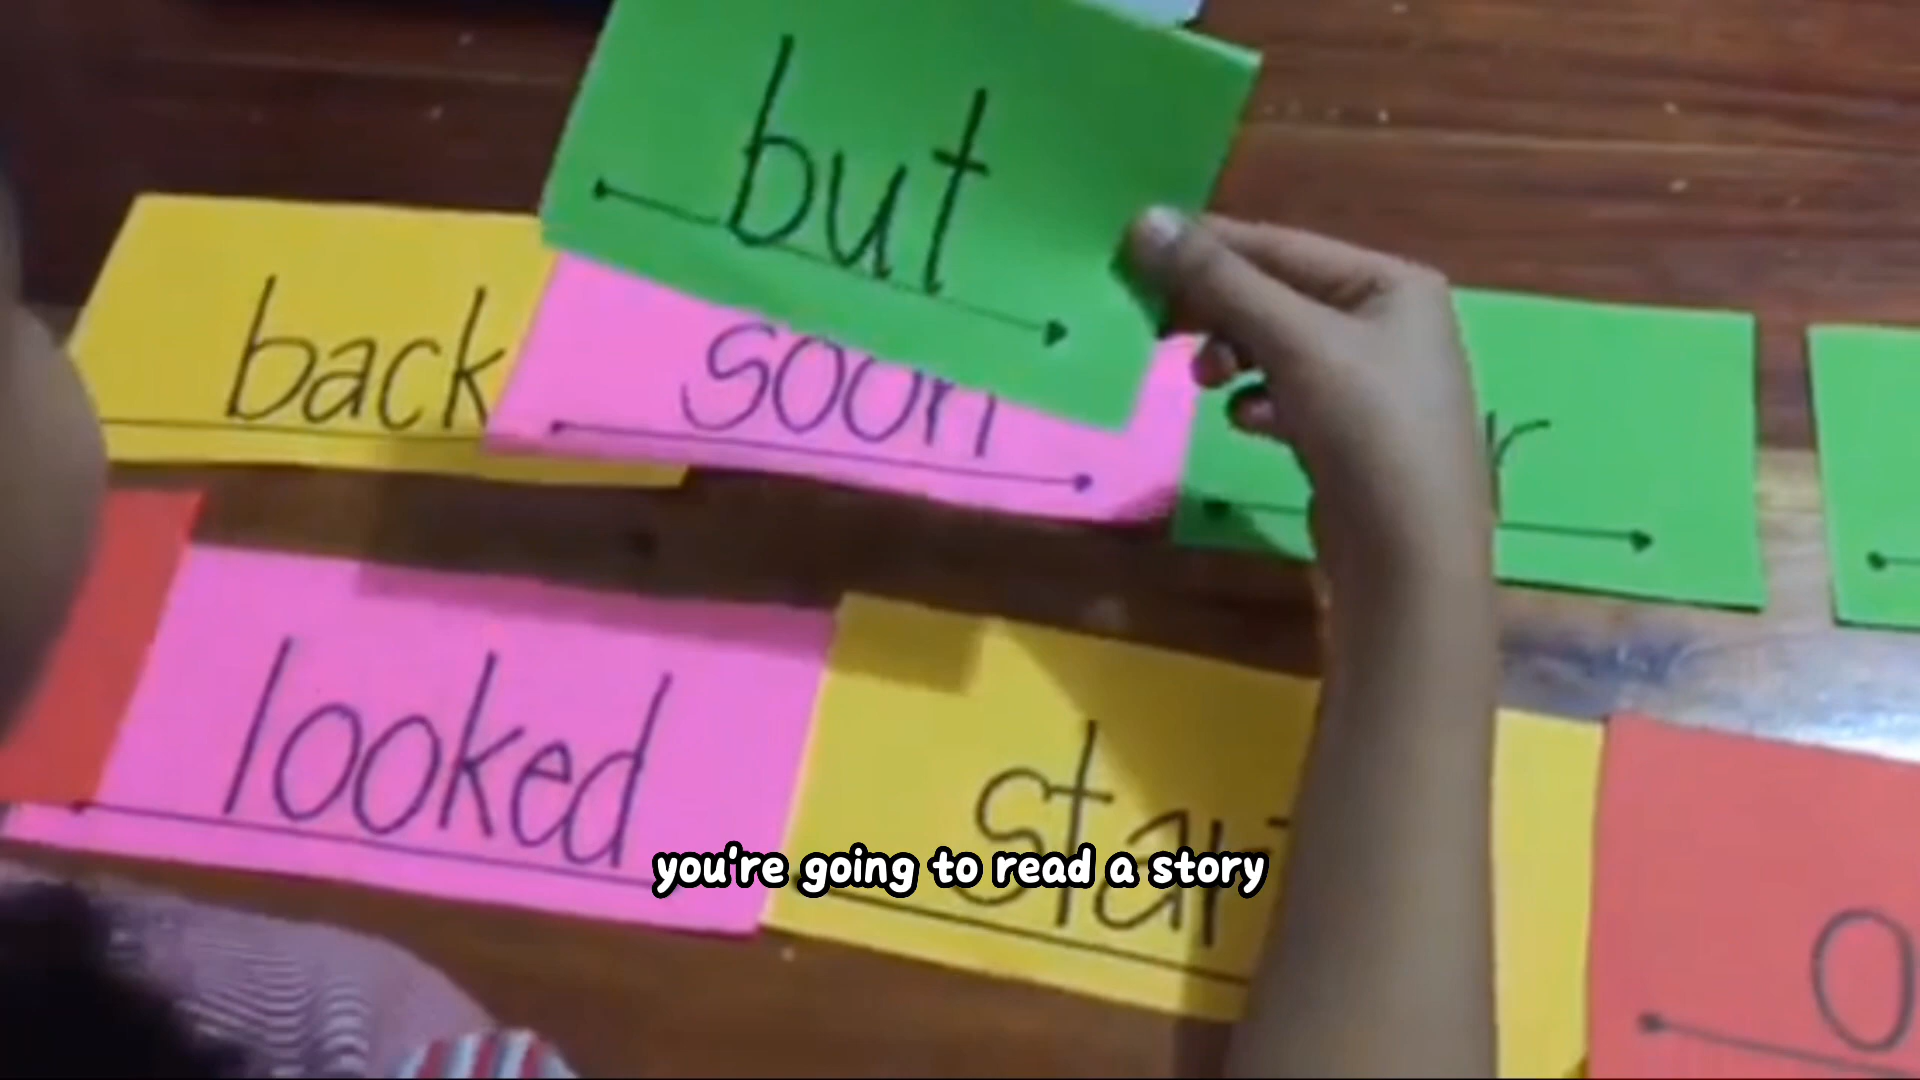 but
back
soon
looked
you're going to read a story